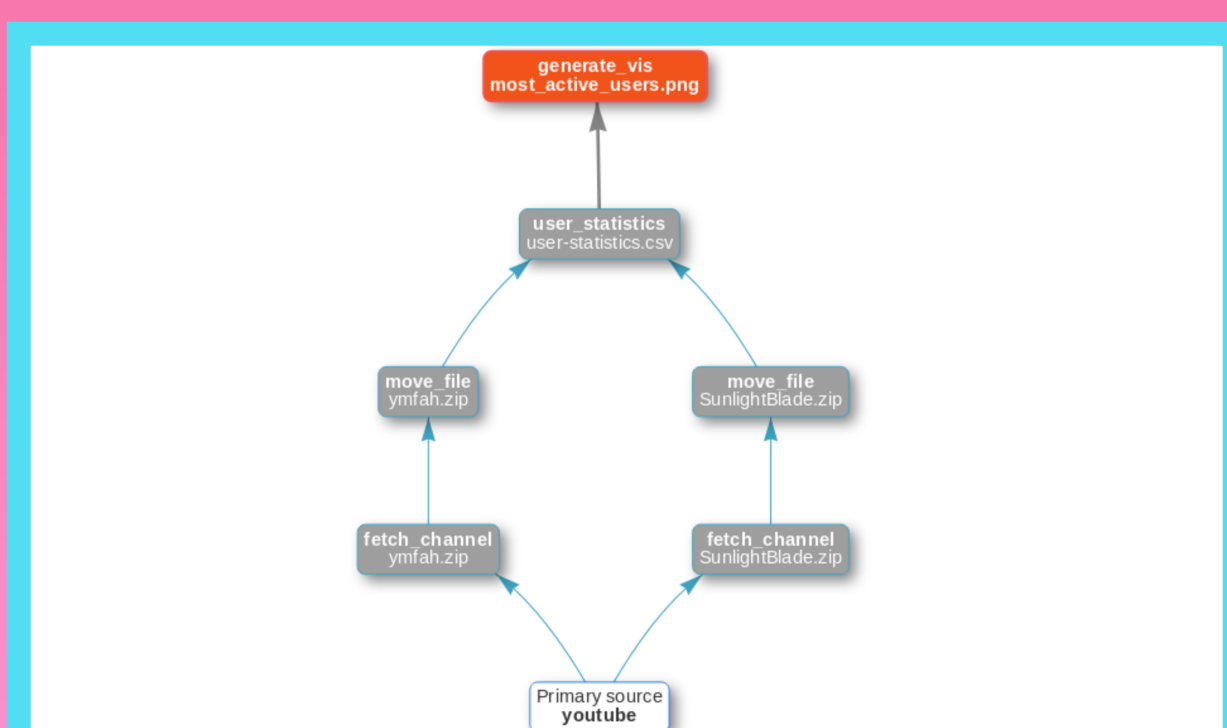 generate_vis
most_active_users.png
user_statistics
user-statistics.csv
move_file
ymfah.zip
move_file
SunlightBlade.zip
fetch_channel
ymfah.zip
fetch_channel
SunlightBlade.zip
Primary source
youtube